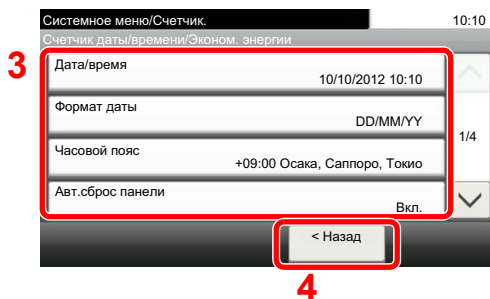 Системное меню/Счетчик.
10:10
Счетчик даты/времени/Эконом. энергии
3
Дата/время
10/10/2012 10:10
Формат даты
DD/MM/YY
1/4
Часовой пояс
+09:00 Осака, Саппоро, Токио
Авт.сброс панели
Вкл.
< Назад
4